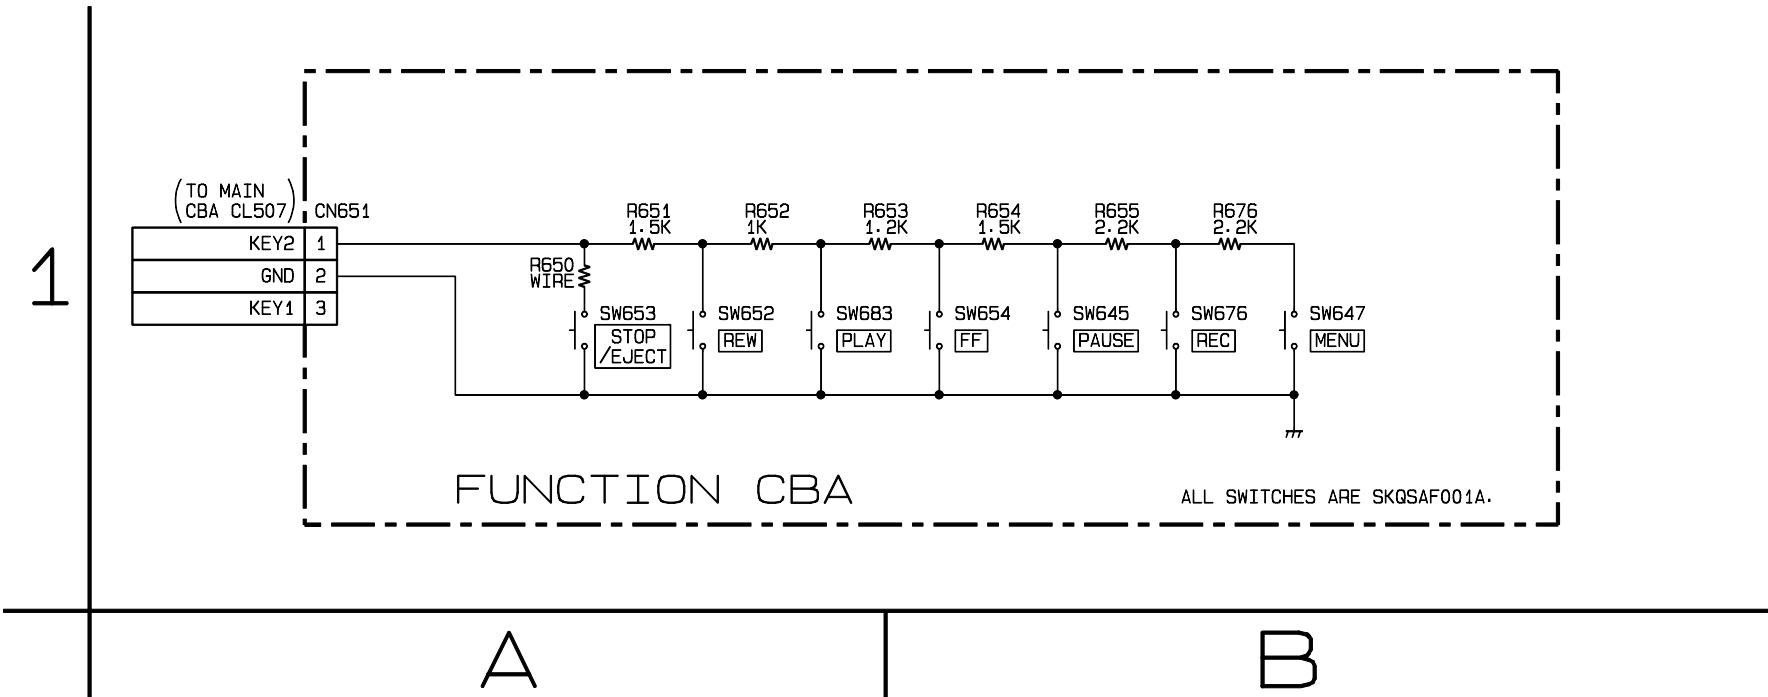 1
(TO MAIN
CBA CL507)
CN651
KEY2 1
GND 2
KEY1 3
R651
1.5K
R652
1K
R653
1.2K
R654
1.5K
R655
2.2K
R676
2.2K
R650
WIRE
SW653
STOP
/EJECT
SW652
REW
SW683
PLAY
SW654
FF
SW645
PAUSE
SW676
REC
SW647
MENU
FUNCTION CBA
ALL SWITCHES ARE SKQSAF001A.
A
B